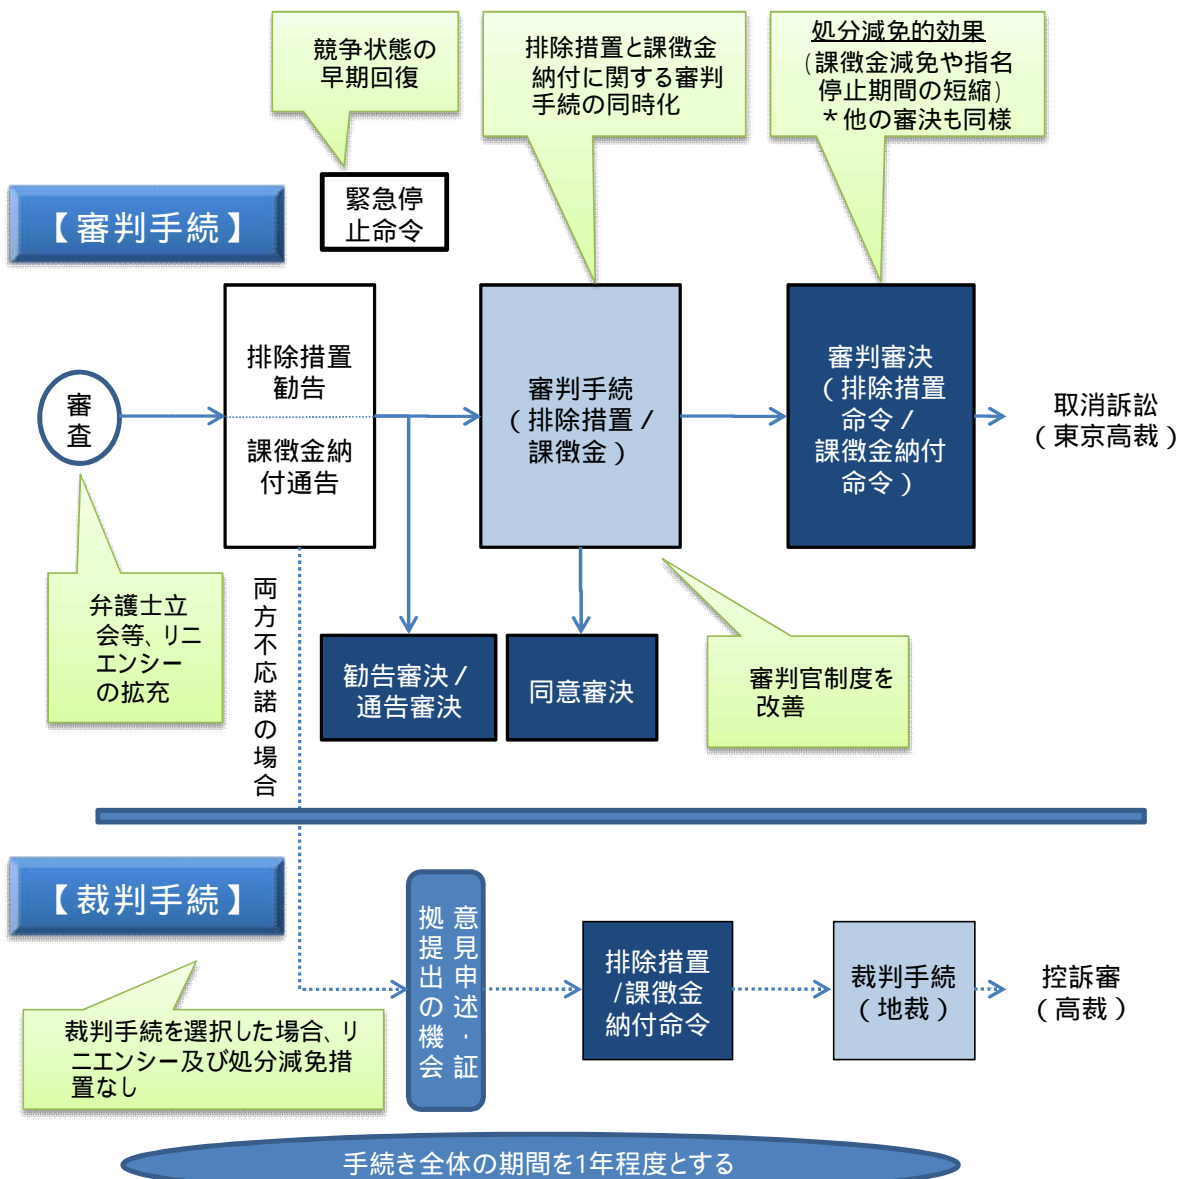 競争状態の
早期回復
排除措置と課徴金
納付に関する審判
手続の同時化
処分減免的効果
(課徴金減免や指名
停止期間の短縮)
*他の審決も同様
【審判手続】
緊急停
止命令
審
査
排除措置
勧告
課徴金納
付通告
審判手続
(排除措置/
課徴金)
審判審決
(排除措置
命令/
課徴金納付
命令)
取消訴訟
(東京高裁)
弁護士立
会等、リニ
エンシー
の拡充
両方不応諾の場合
勧告審決/
通告審決
同意審決
審判官制度を
改善
【裁判手続】
意見申述・証
拠提出の機会
排除措置
/課徴金
納付命令
裁判手続
(地裁)
控訴審
(高裁)
裁判手続を選択した場合、リ
ニエンシー及び処分減免措
置なし
手続き全体の期間を1年程度とする